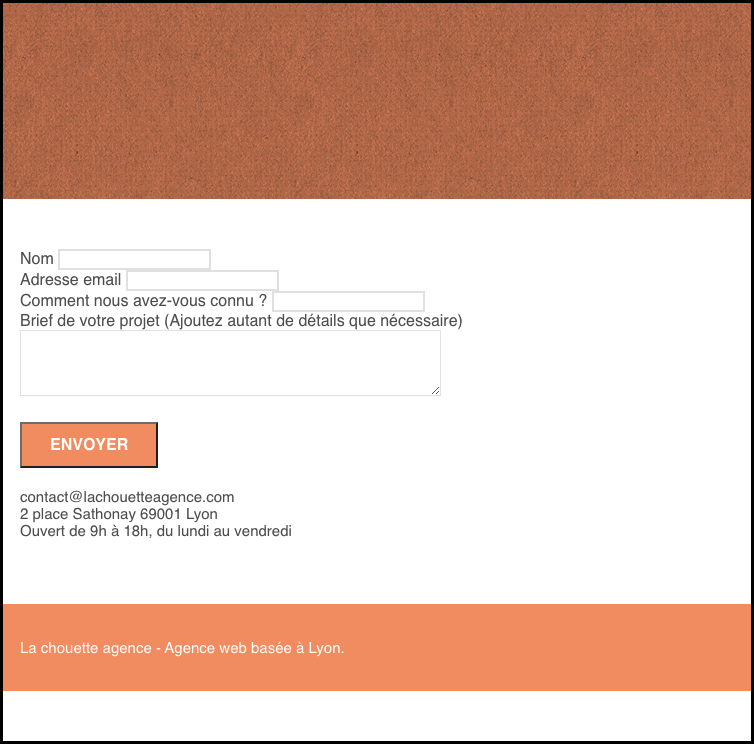 Nom
Adresse email
Comment nous avez-vous connu ?
Brief de votre projet (Ajoutez autant de détails que nécessaire)
ENVOYER
contact@lachouetteagence.com
2 place Sathonay 69001 Lyon
Ouvert de 9h à 18h, du lundi au vendredi
La chouette agence - Agence web basée à Lyon.